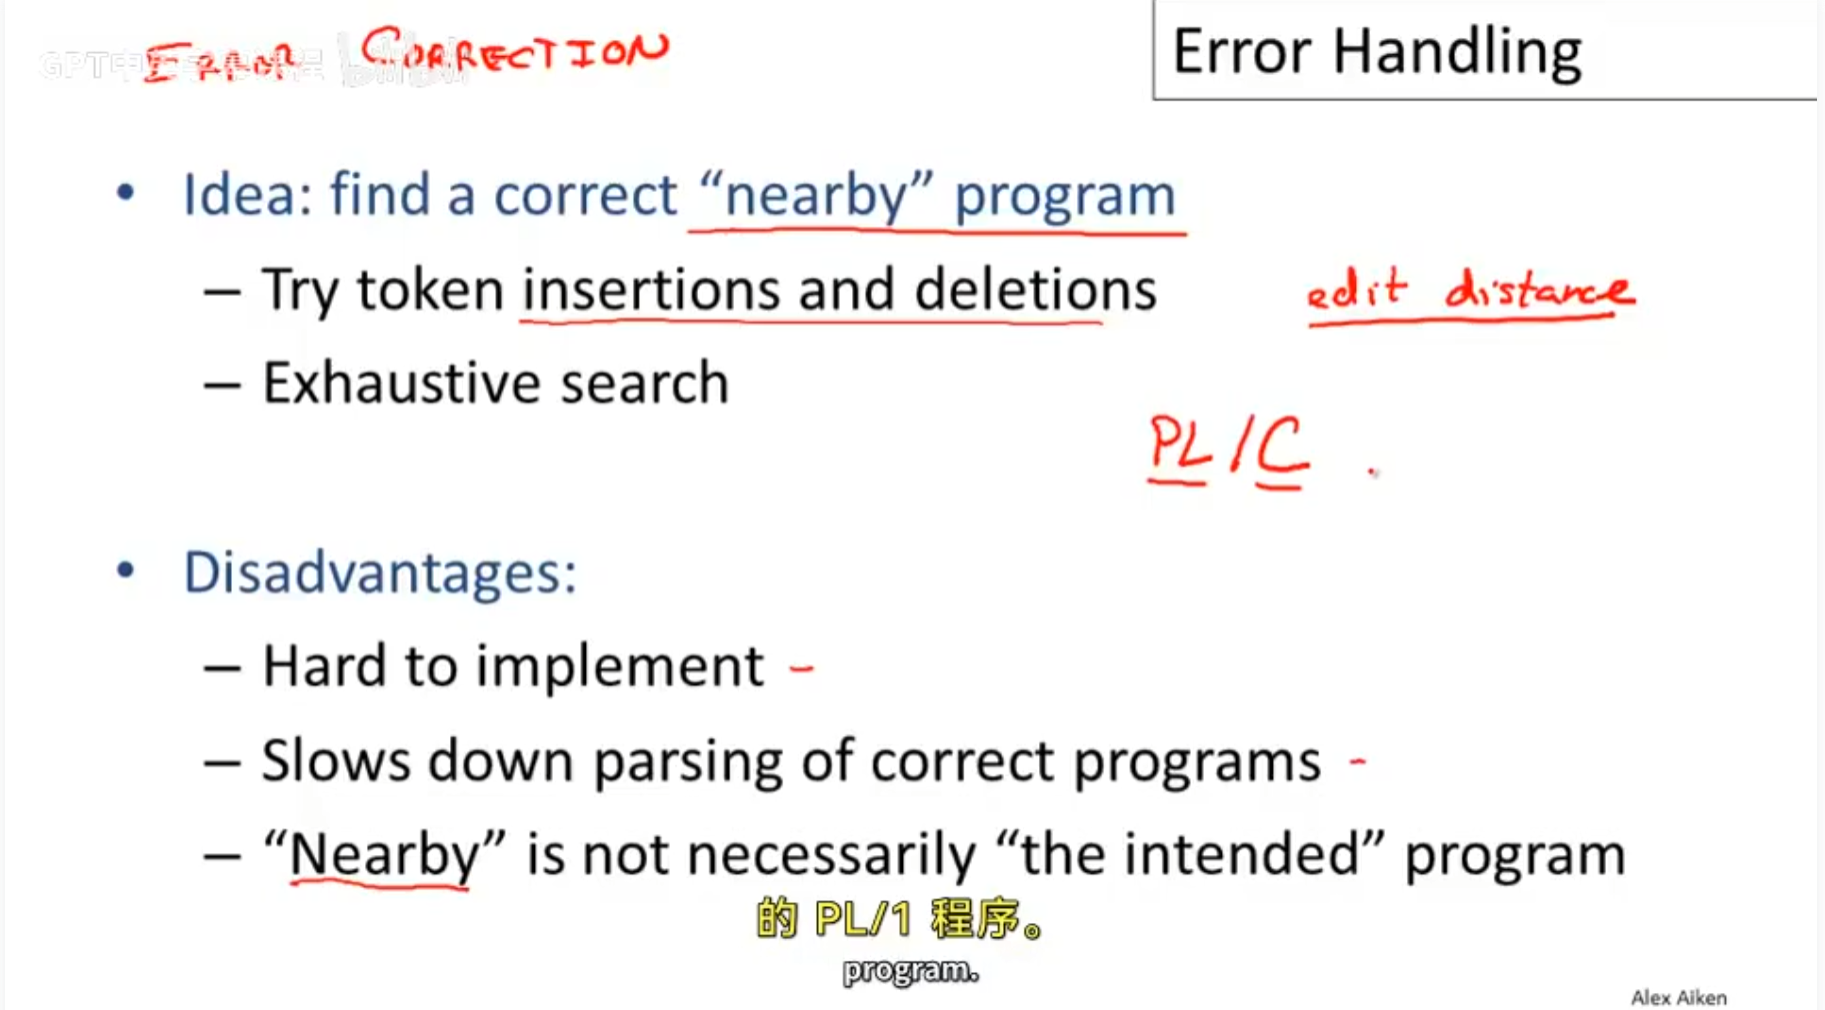 ERROR CORRECTION
Error Handling
• Idea: find a correct “nearby” program
– Try token insertions and deletions
edit distance
– Exhaustive search
PL/C
• Disadvantages:
– Hard to implement -
– Slows down parsing of correct programs -
– “Nearby” is not necessarily “the intended” program
的 PL/1 程序。
program.
Alex Aiken